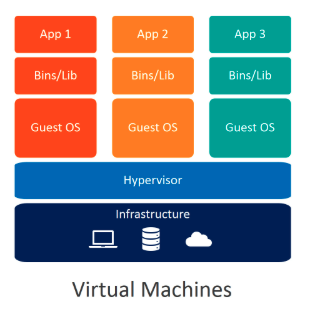 App 1 App 2 App 3
Bins/Lib Bins/Lib Bins/Lib
Guest OS Guest OS Guest OS
Hypervisor
Infrastructure
Virtual Machines